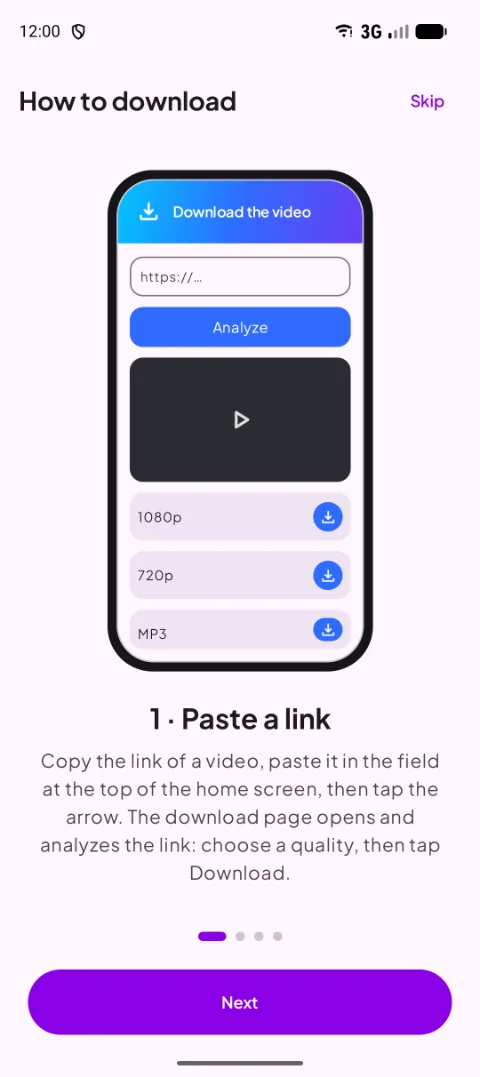 12:00
3G
How to download
Skip
Download the video
https://...
Analyze
1080p
720p
MP3
1 · Paste a link
Copy the link of a video, paste it in the field
at the top of the home screen, then tap the
arrow. The download page opens and
analyzes the link: choose a quality, then tap
Download.
Next